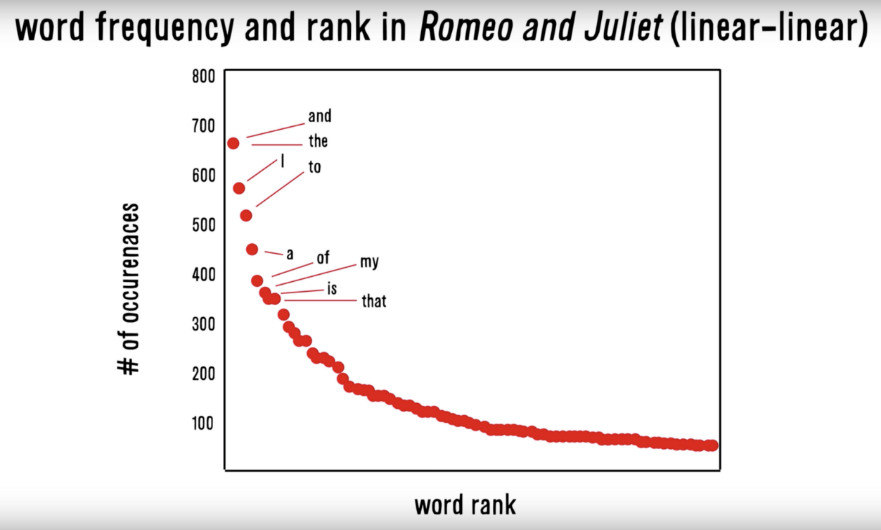 word frequency and rank in Romeo and Juliet (linear–linear)
800
700
600
500
400
300
200
100
# of occurenaces
and
the
I
to
a
of
my
is
that
word rank